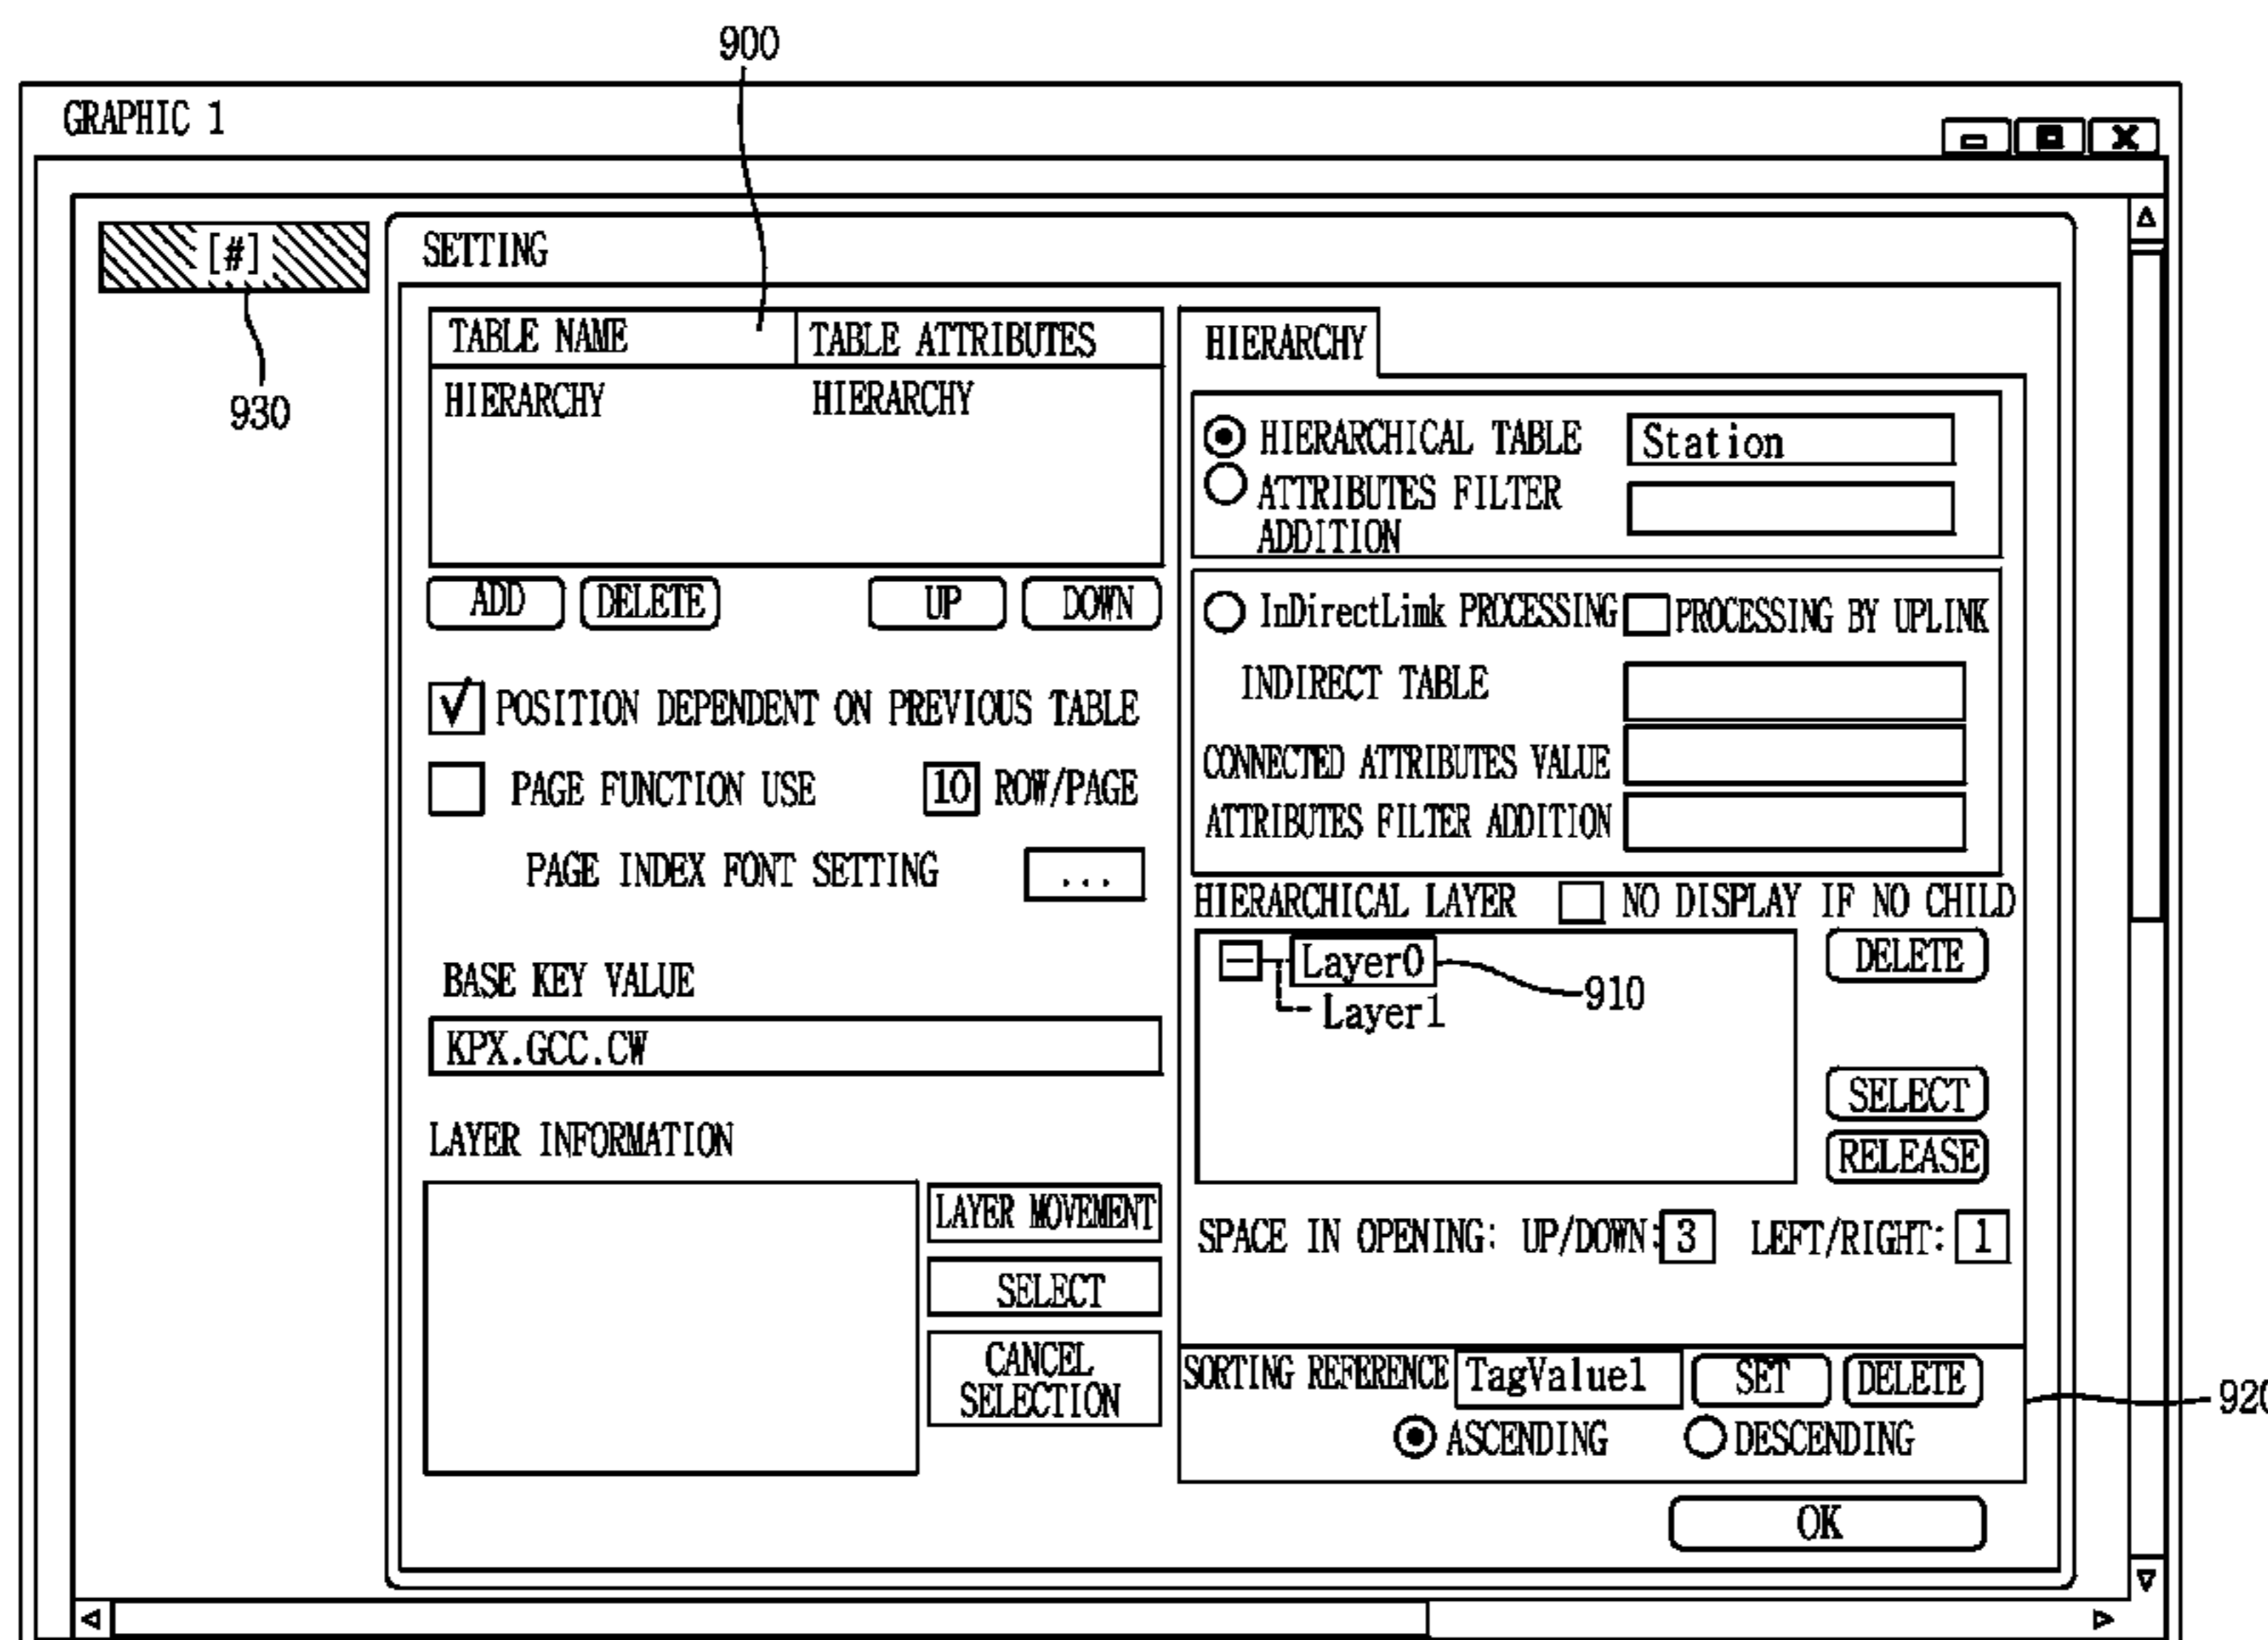 900
GRAPHIC 1
[#]
930
SETTING
TABLE NAME TABLE ATTRIBUTES
HIERARCHY HIERARCHY
ADD DELETE UP DOWN
POSITION DEPENDENT ON PREVIOUS TABLE
PAGE FUNCTION USE 10 ROW/PAGE
PAGE INDEX FONT SETTING ...
BASE KEY VALUE
KPX.GCC.CW
LAYER INFORMATION
LAYER MOVEMENT
SELECT
CANCEL
SELECTION
HIERARCHY
HIERARCHICAL TABLE Station
ATTRIBUTES FILTER
ADDITION
InDirectLimk PROCESSING PROCESSING BY UPLINK
INDIRECT TABLE
CONNECTED ATTRIBUTES VALUE
ATTRIBUTES FILTER ADDITION
HIERARCHICAL LAYER NO DISPLAY IF NO CHILD
Layer0 910 DELETE
Layer1
SELECT
RELEASE
SPACE IN OPENING: UP/DOWN: 3 LEFT/RIGHT: 1
SORTING REFERENCE TagValue1 SET DELETE
920
ASCENDING DESCENDING
OK